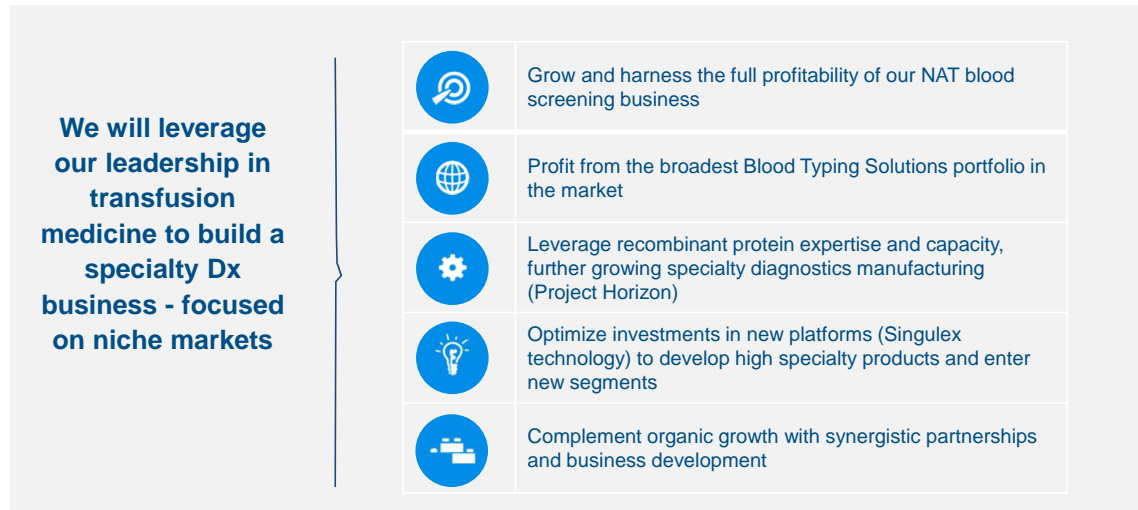 We will leverage
our leadership in
transfusion
medicine to build a
specialty Dx
business - focused
on niche markets
Grow and harness the full profitability of our NAT blood
screening business
Profit from the broadest Blood Typing Solutions portfolio in
the market
Leverage recombinant protein expertise and capacity,
further growing specialty diagnostics manufacturing
(Project Horizon)
Optimize investments in new platforms (Singulex
technology) to develop high specialty products and enter
new segments
Complement organic growth with synergistic partnerships
and business development